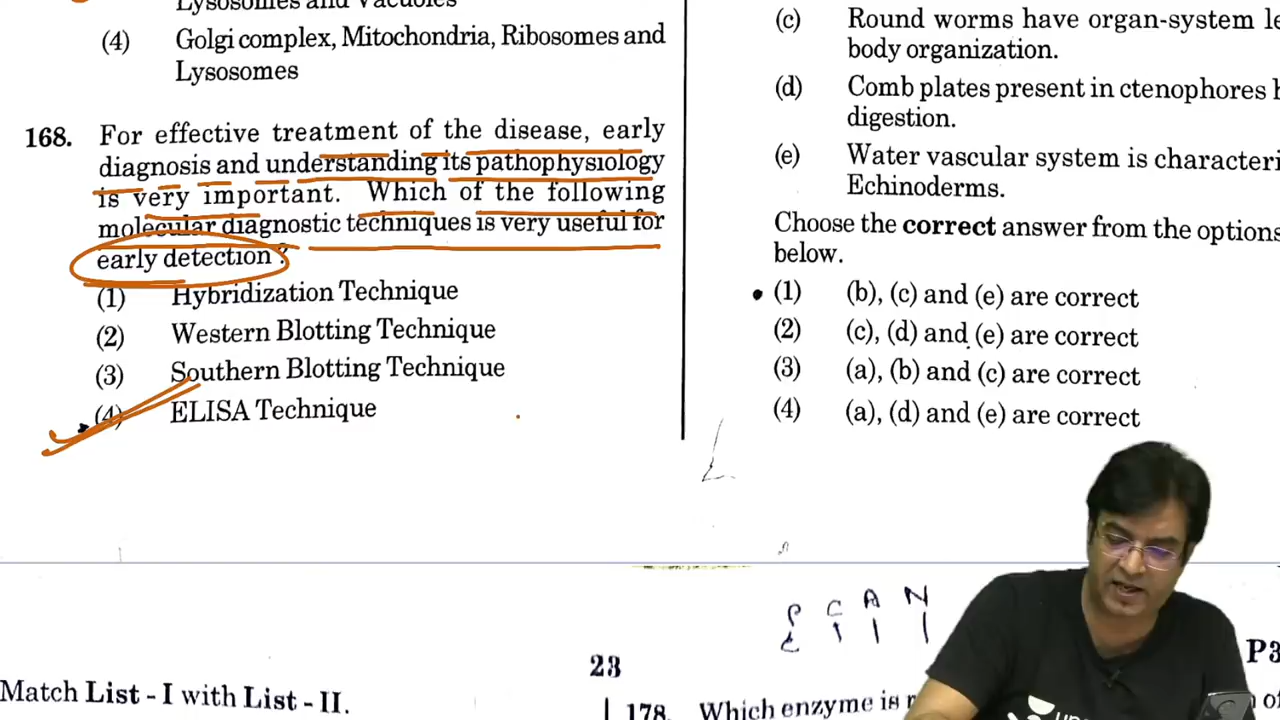 Lysosomes and Vacuoles
(4) Golgi complex, Mitochondria, Ribosomes and
Lysosomes
168. For effective treatment of the disease, early
diagnosis and understanding its pathophysiology
is very important. Which of the following
molecular diagnostic techniques is very useful for
early detection ?
(1) Hybridization Technique
(2) Western Blotting Technique
(3) Southern Blotting Technique
(4) ELISA Technique
(c) Round worms have organ-system le
body organization.
(d) Comb plates present in ctenophores h
digestion.
(e) Water vascular system is characteri
Echinoderms.
Choose the correct answer from the options
below.
(1) (b), (c) and (e) are correct
(2) (c), (d) and (e) are correct
(3) (a), (b) and (c) are correct
(4) (a), (d) and (e) are correct
P C A N
23
P3
Match List - I with List - II.
178. Which enzyme is r
of